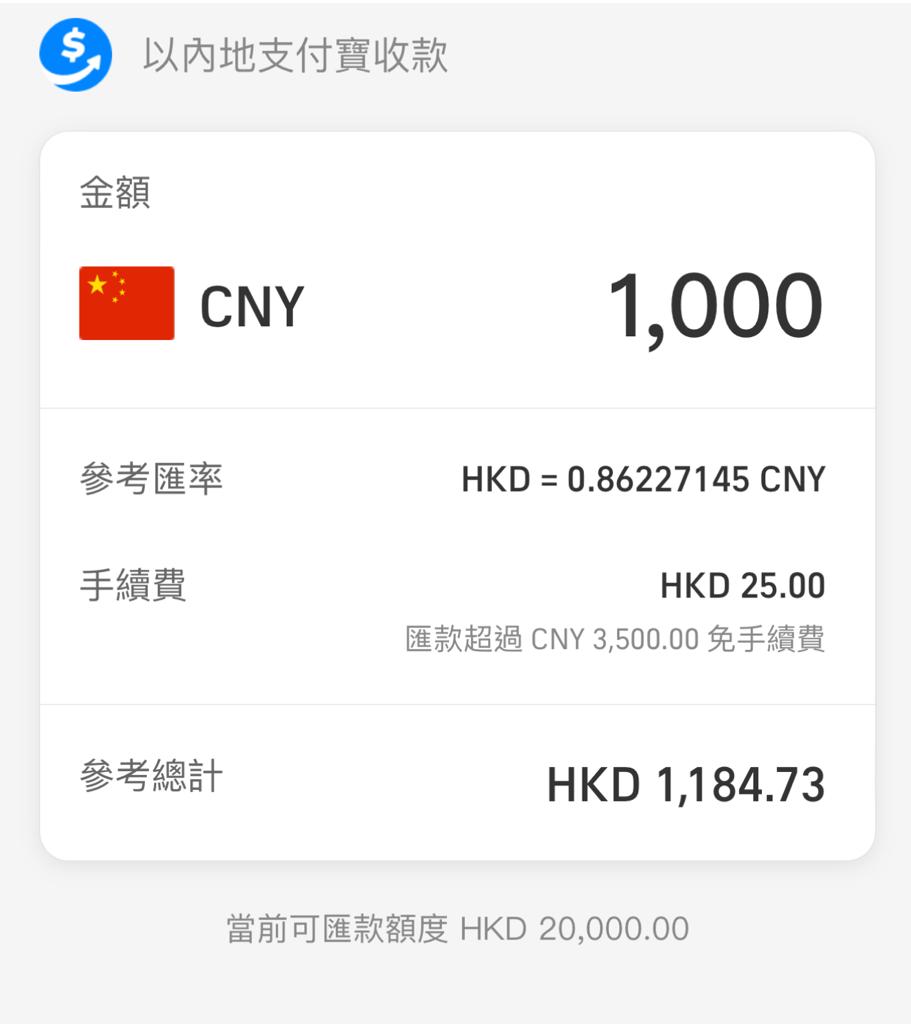 以內地支付寶收款
金額
CNY 1,000
參考匯率 HKD = 0.86227145 CNY
手續費 HKD 25.00
匯款超過 CNY 3,500.00 免手續費
參考總計 HKD 1,184.73
當前可匯款額度 HKD 20,000.00